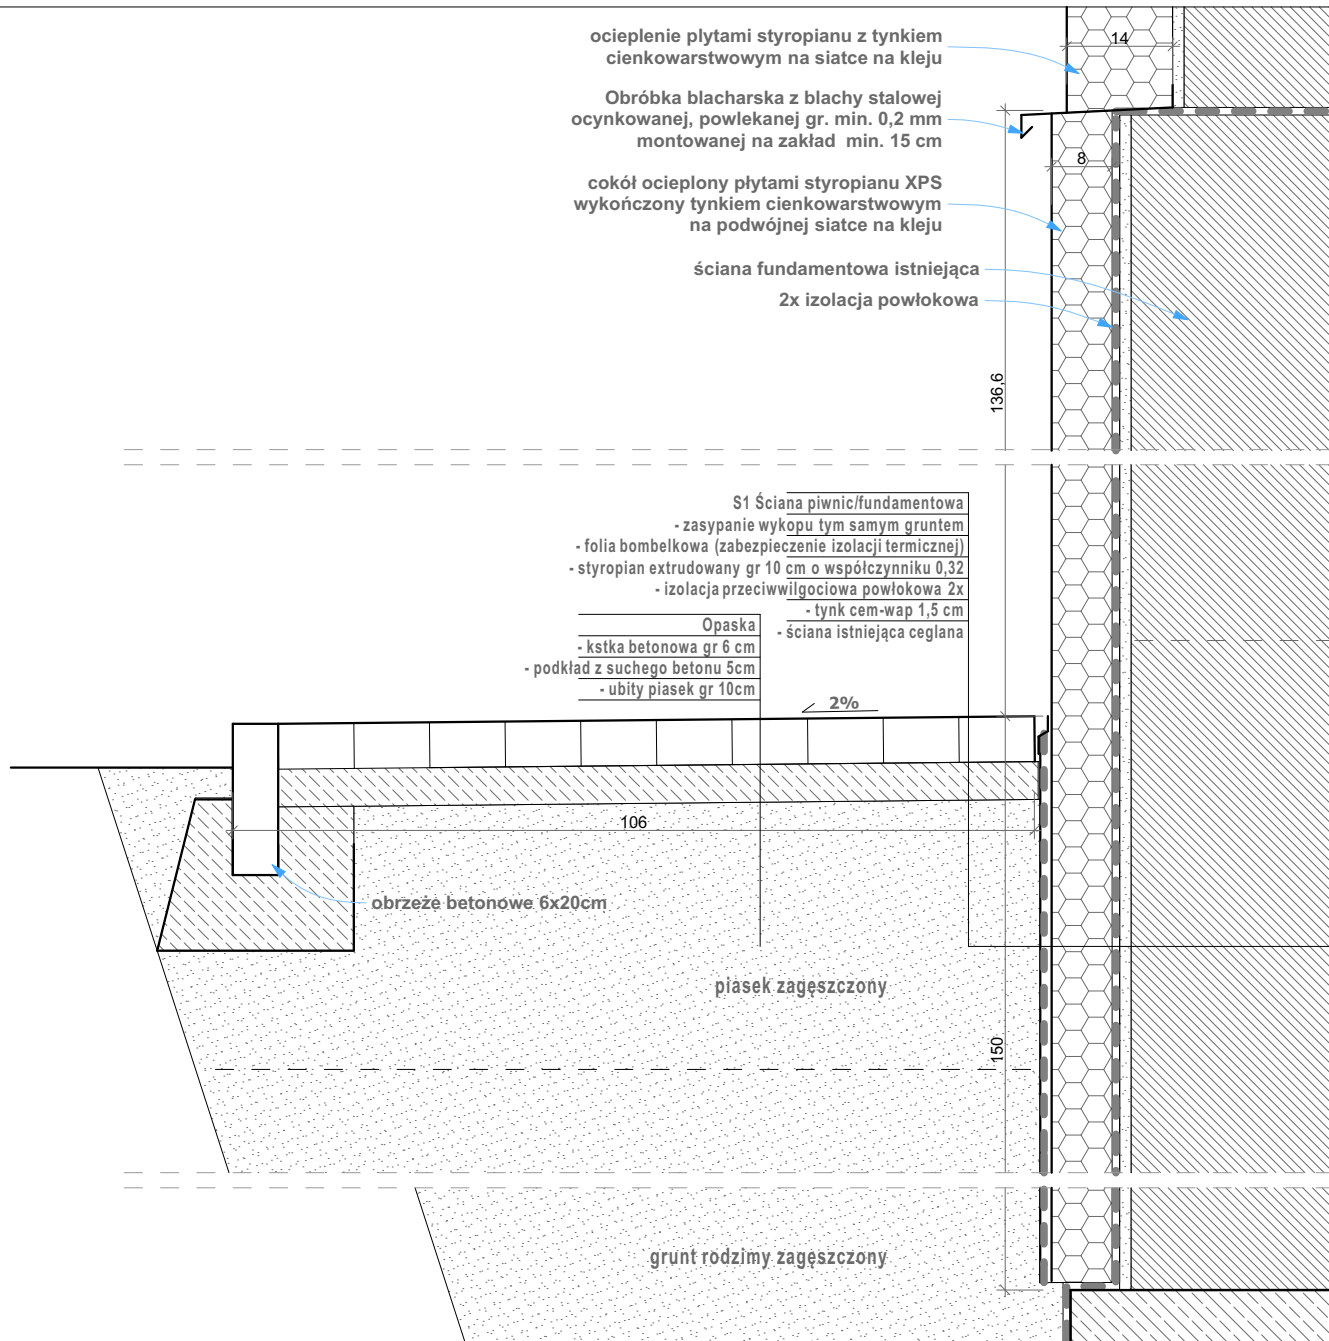 ocieplenie plytami styropianu z tynkiem
cienkowarstwowym na siatce na kleju
14
Obróbka blacharska z blachy stalowej
ocynkowanej, powlekanej gr. min. 0,2 mm
montowanej na zakład min. 15 cm
8
cokół ocieplony płytami styropianu XPS
wykończony tynkiem cienkowarstwowym
na podwójnej siatce na kleju
ściana fundamentowa istniejąca
2x izolacja powłokowa
136,6
S1 Ściana piwnic/fundamentowa
- zasypanie wykopu tym samym gruntem
- folia bombelkowa (zabezpieczenie izolacji termicznej)
- styropian extrudowany gr 10 cm o współczynniku 0,32
- izolacja przeciwwilgociowa powłokowa 2x
- tynk cem-wap 1,5 cm
- ściana istniejąca ceglana
Opaska
- kstka betonowa gr 6 cm
- podkład z suchego betonu 5cm
- ubity piasek gr 10cm
2%
106
obrzeże betonowe 6x20cm
piasek zagęszczony
150
grunt rodzimy zagęszczony